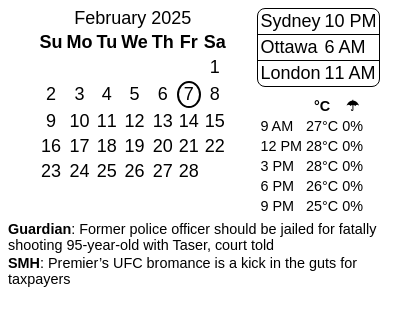 February 2025
Su Mo Tu We Th Fr Sa
1
2 3 4 5 6 7 8
9 10 11 12 13 14 15
16 17 18 19 20 21 22
23 24 25 26 27 28
Sydney 10 PM
Ottawa 6 AM
London 11 AM
°C ☂
9 AM 27°C 0%
12 PM 28°C 0%
3 PM 28°C 0%
6 PM 26°C 0%
9 PM 25°C 0%
Guardian: Former police officer should be jailed for fatally
shooting 95-year-old with Taser, court told
SMH: Premier’s UFC bromance is a kick in the guts for
taxpayers